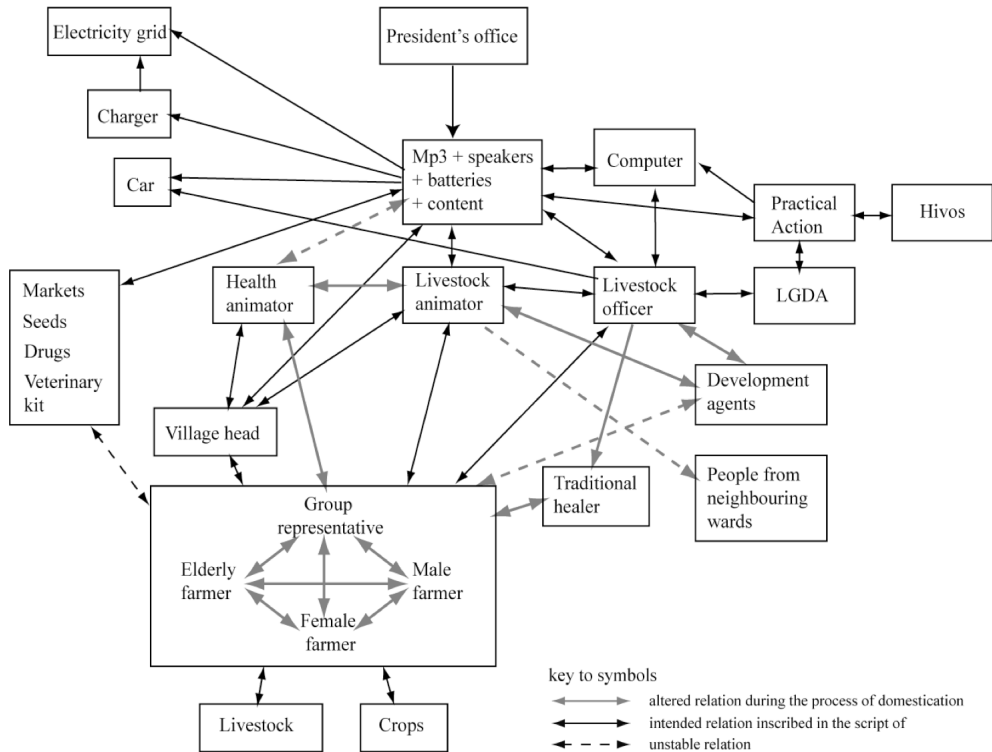 Electricity grid
President's office
Charger
Mp3 + speakers
+ batteries
+ content
Computer
Car
Practical
Action
Hivos
Markets
Seeds
Drugs
Veterinary
kit
Health
animator
Livestock
animator
Livestock
officer
LGDA
Development
agents
Village head
Traditional
healer
People from
neighbouring
wards
Group
representative
Elderly
farmer
Male
farmer
Female
farmer
Livestock
Crops
key to symbols
altered relation during the process of domestication
intended relation inscribed in the script of
unstable relation